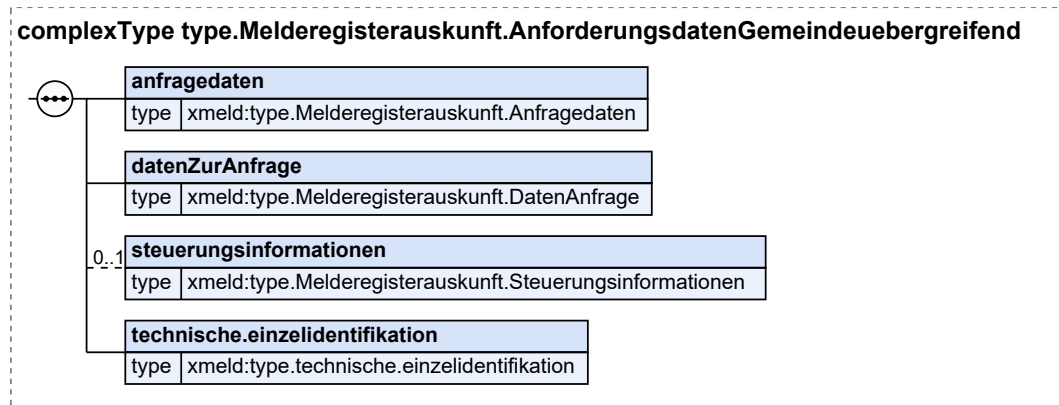 complexType type.Melderegisterauskunft.AnforderungsdatenGemeindeuebergreifend
anfragedaten
type xmeld:type.Melderegisterauskunft.Anfragedaten
datenZurAnfrage
type xmeld:type.Melderegisterauskunft.DatenAnfrage
0..1 steuerungsinformationen
type xmeld:type.Melderegisterauskunft.Steuerungsinformationen
technische.einzelidentifikation
type xmeld:type.technische.einzelidentifikation